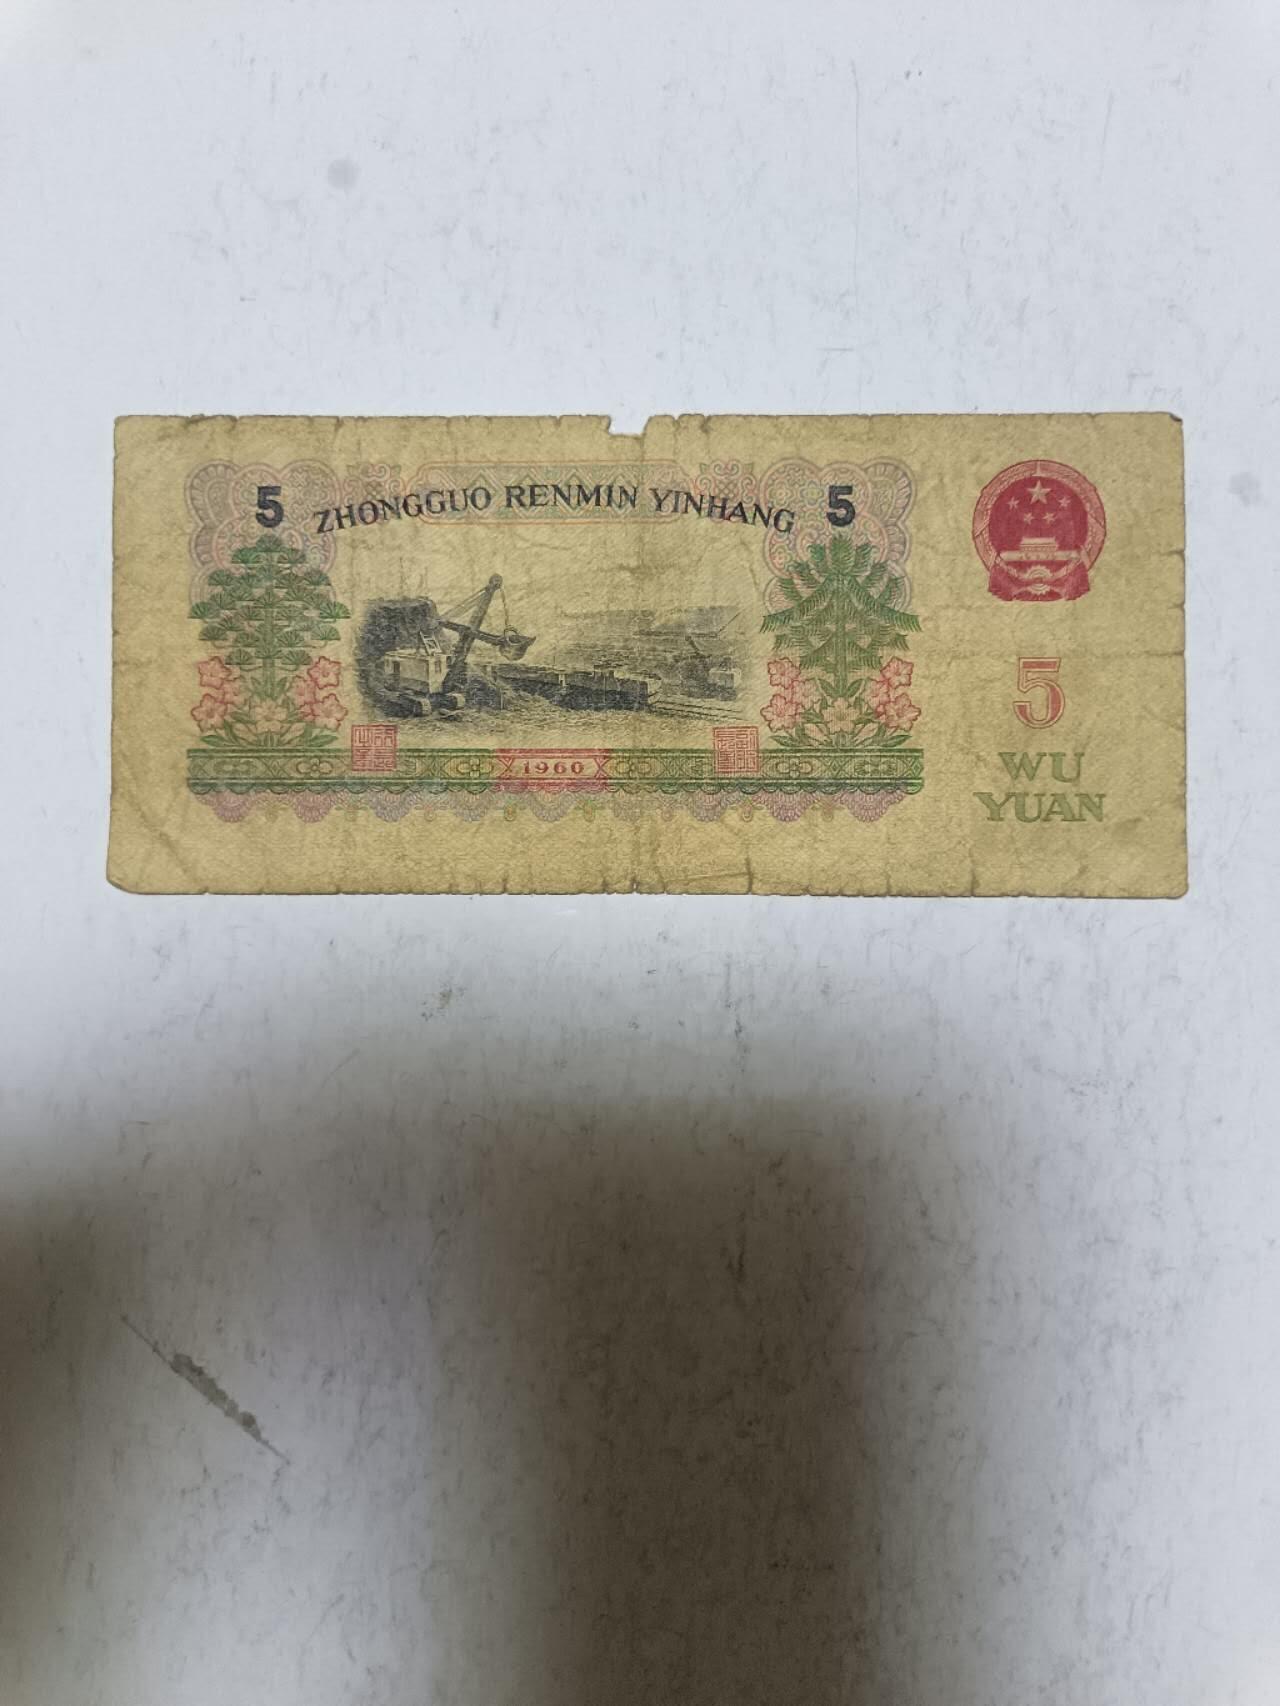 5 ZHONGGUO RENMIN YINHANG 5
1960
5
WU
YUAN